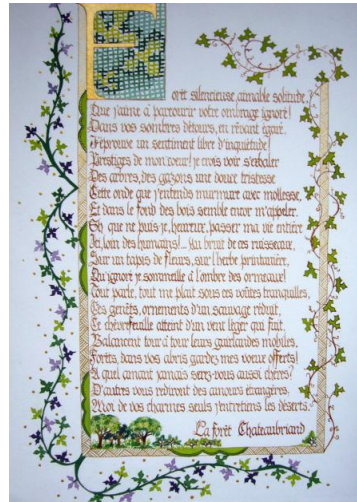 Forêt silencieuse, aimable solitude,
Que j'aime à parcourir votre ombrage ignoré!
Dans vos sombres détours, en rêvant égaré,
J'éprouve un sentiment libre d'inquiétude!
Prestiges de mon cœur! je crois voir s'exhaler
Des arbres, des gazons une douce tristesse
Cette onde que j'entends murmure avec mollesse,
Et dans le fond des bois semble encor m'appeler.
Oh que ne puis je, heureux, passer ma vie entière
Ici, loin des humains!... Au bruit de ces ruisseaux,
Sur un tapis de fleurs, sur l'herbe printanière,
Qu'ignoré je sommeille à l'ombre des ormeaux!
Tout parle, tout me plait sous ces voûtes tranquilles,
Ces genêts, ornements d'un sauvage réduit,
Ce chèvrefeuille atteint d'un vent léger qui fuit,
Balancent tour à tour leurs guirlandes mobiles,
Forêts, dans vos abris gardez mes vœux offerts!
A quel amant jamais serez-vous aussi chères?
D'autres vous rediront des amours étrangères,
Moi de vos charmes seuls j'entretiens les déserts.
La forêt Chateaubriand